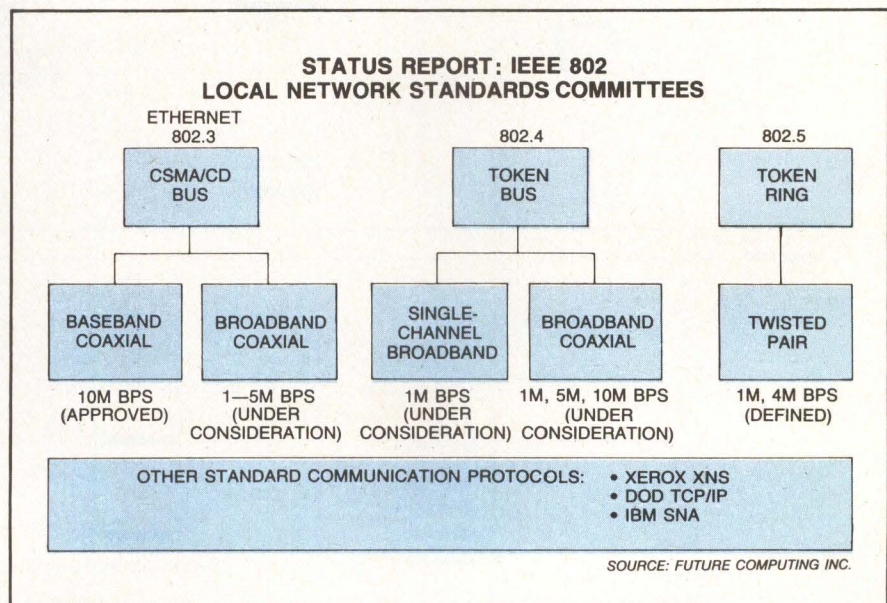 STATUS REPORT: IEEE 802
LOCAL NETWORK STANDARDS COMMITTEES
ETHERNET
802.3
CSMA/CD
BUS
802.4
TOKEN
BUS
802.5
TOKEN
RING
BASEBAND
COAXIAL
10M BPS
(APPROVED)
BROADBAND
COAXIAL
1—5M BPS
(UNDER
CONSIDERATION)
SINGLE-
CHANNEL
BROADBAND
1M BPS
(UNDER
CONSIDERATION)
BROADBAND
COAXIAL
1M, 5M, 10M BPS
(UNDER
CONSIDERATION)
TWISTED
PAIR
1M, 4M BPS
(DEFINED)
OTHER STANDARD COMMUNICATION PROTOCOLS:
• XEROX XNS
• DOD TCP/IP
• IBM SNA
SOURCE: FUTURE COMPUTING INC.